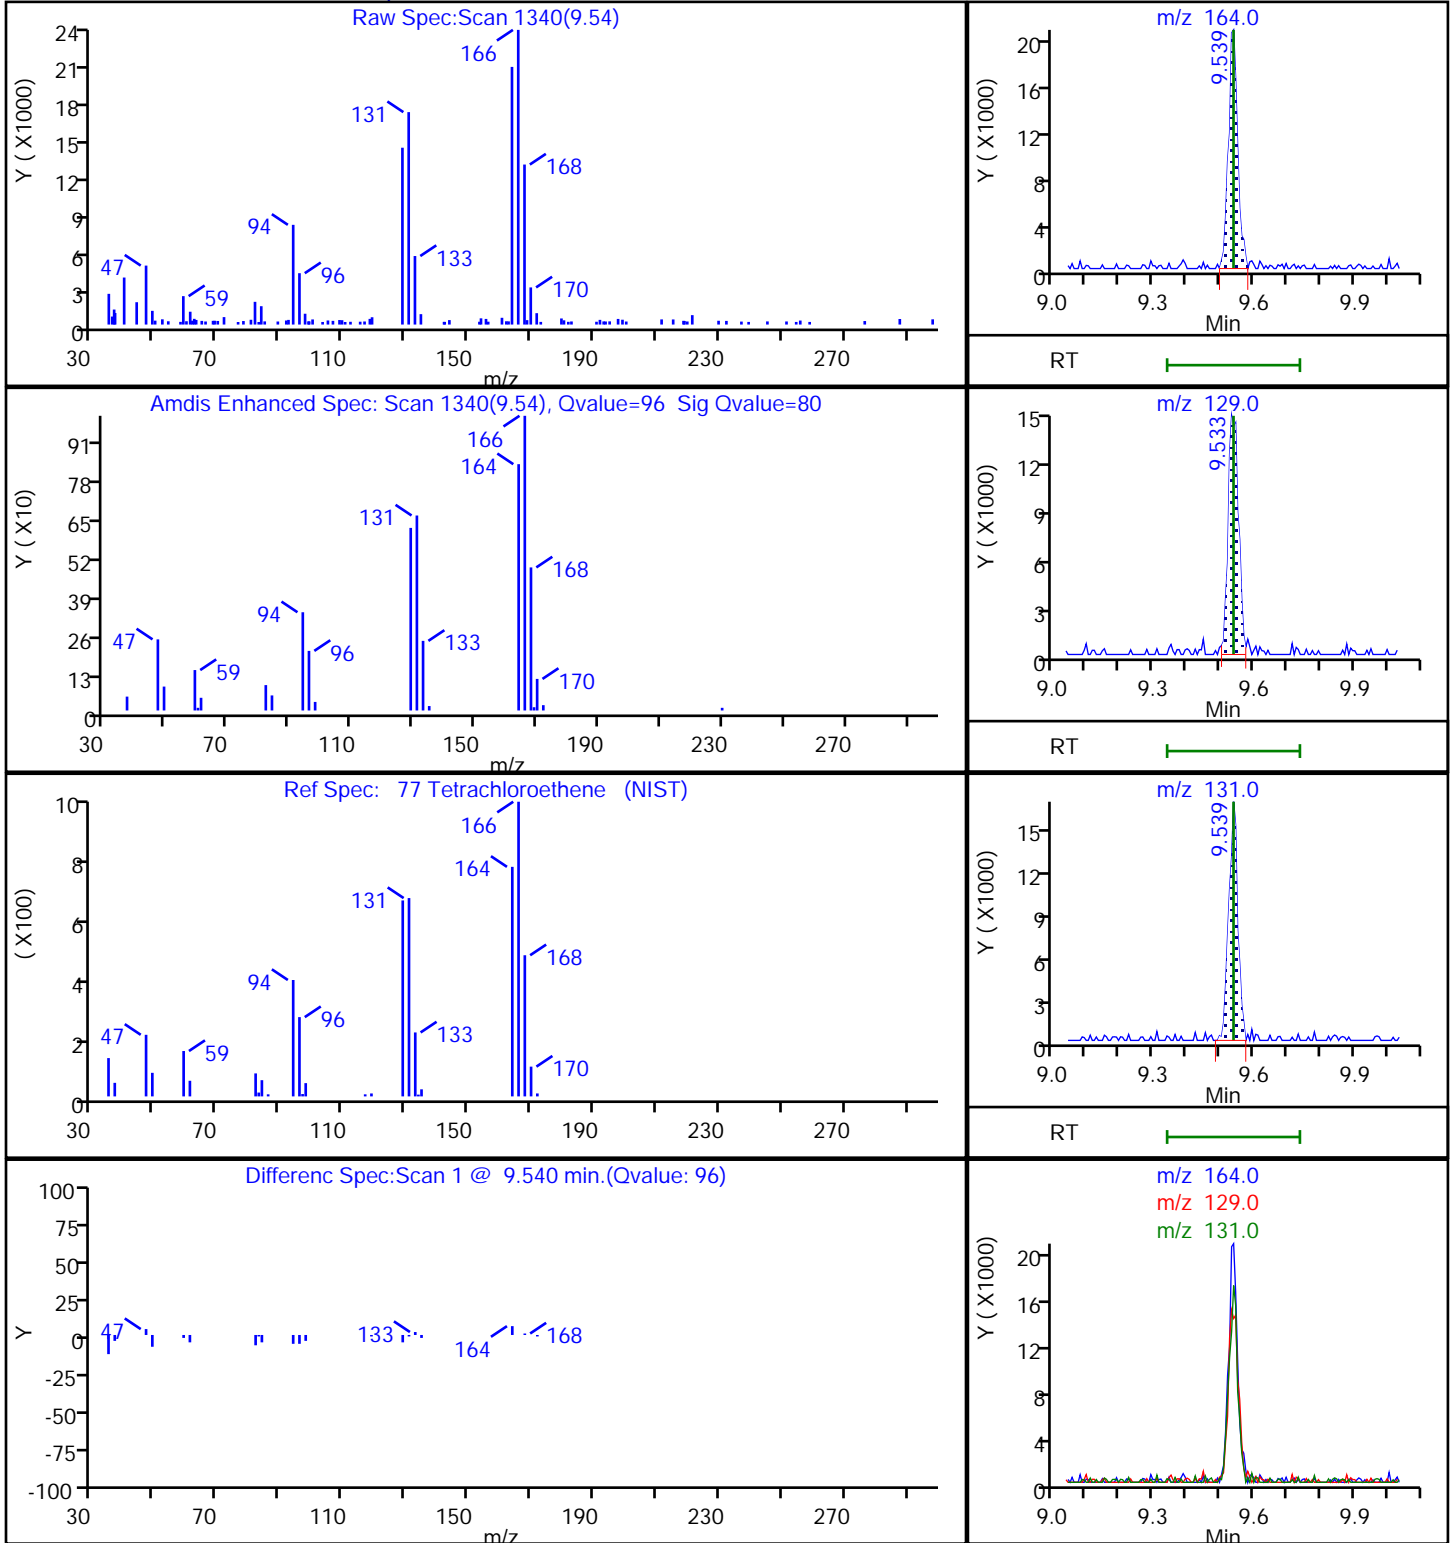 Raw Spec:Scan 1340(9.54)
24
21
18
15
12
9
6
3
0
Y ( X1000)
166
131
168
94
47
96
133
59
170
30 70 110 150 190 230 270
m/z
m/z 164.0
20
16
12
8
4
0
Y ( X1000)
9.539
9.0 9.3 9.6 9.9
Min
RT
Amdis Enhanced Spec: Scan 1340(9.54), Qvalue=96 Sig Qvalue=80
91
78
65
52
39
26
13
0
Y ( X10)
166
164
131
168
94
47
96
133
59
170
30 70 110 150 190 230 270
m/z
m/z 129.0
15
12
9
6
3
0
Y ( X1000)
9.533
9.0 9.3 9.6 9.9
Min
RT
Ref Spec: 77 Tetrachloroethene (NIST)
10
8
6
4
2
0
( X100)
166
164
131
168
94
47
96
133
59
170
30 70 110 150 190 230 270
m/z 131.0
15
12
9
6
3
0
Y ( X1000)
9.539
9.0 9.3 9.6 9.9
Min
RT
Differenc Spec:Scan 1 @ 9.540 min.(Qvalue: 96)
100
75
50
25
0
-25
-50
-75
-100
Y
47
133
164
168
30 70 110 150 190 230 270
m/z
m/z 164.0
m/z 129.0
m/z 131.0
20
16
12
8
4
0
Y ( X1000)
9.0 9.3 9.6 9.9
Min